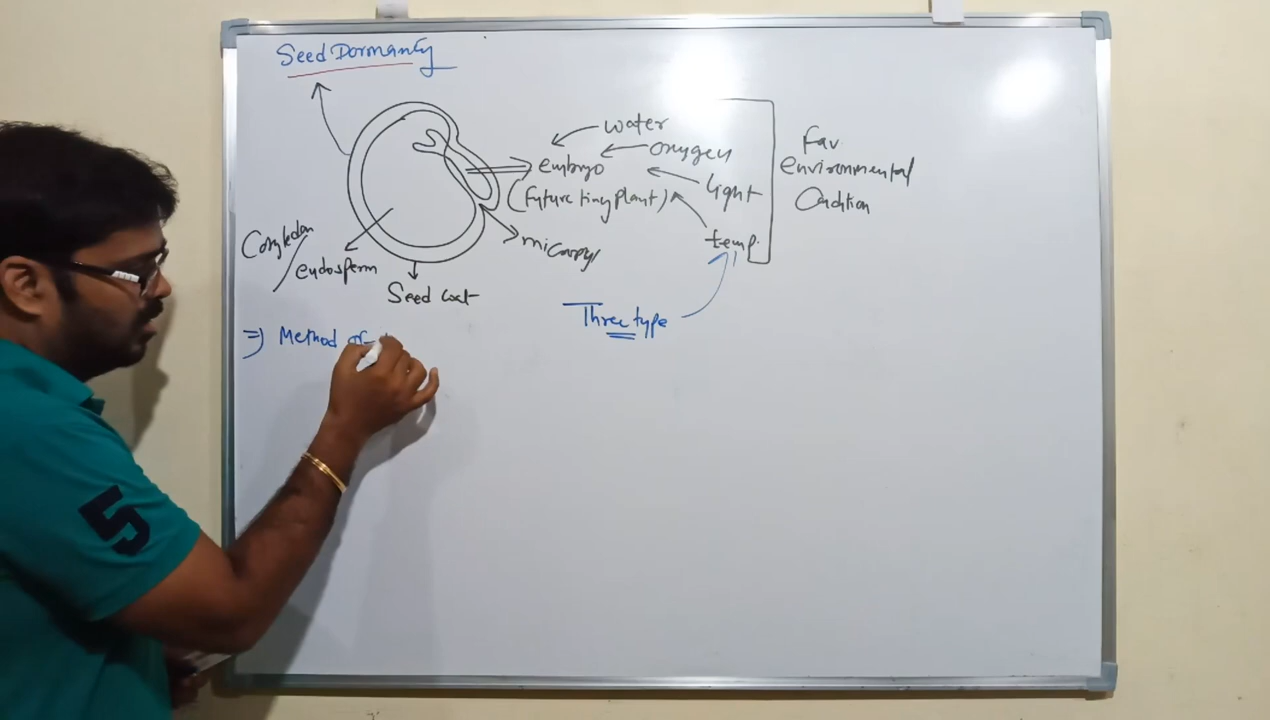 Seed Dormancy
water
oxygen
embryo
light
(future tiny plant)
temp.
Fav.
environmental
Condition
Cotyledon
endosperm
micropyl
Seed coat
Three type
⇒ Method of
5